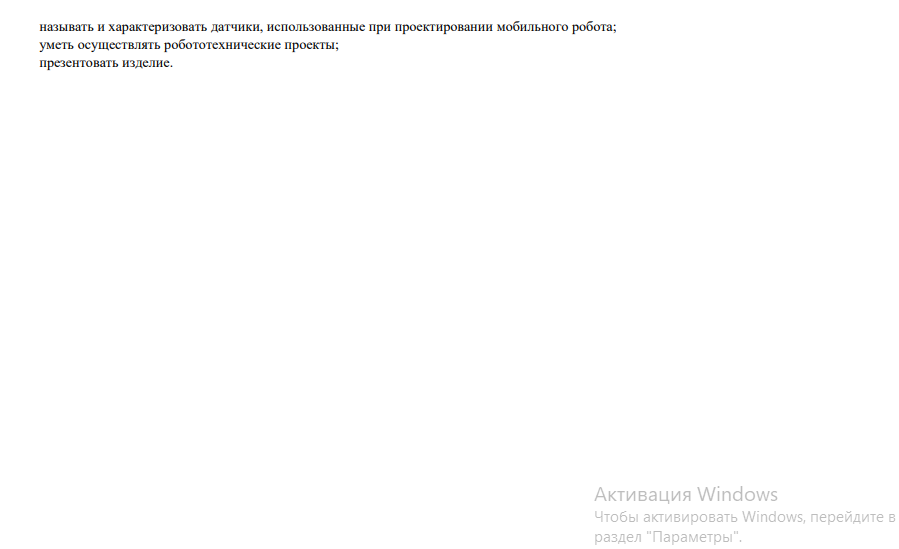 называть и характеризовать датчики, использованные при проектировании мобильного робота;
уметь осуществлять робототехнические проекты;
презентовать изделие.
Активация Windows
Чтобы активировать Windows, перейдите в
раздел "Параметры".